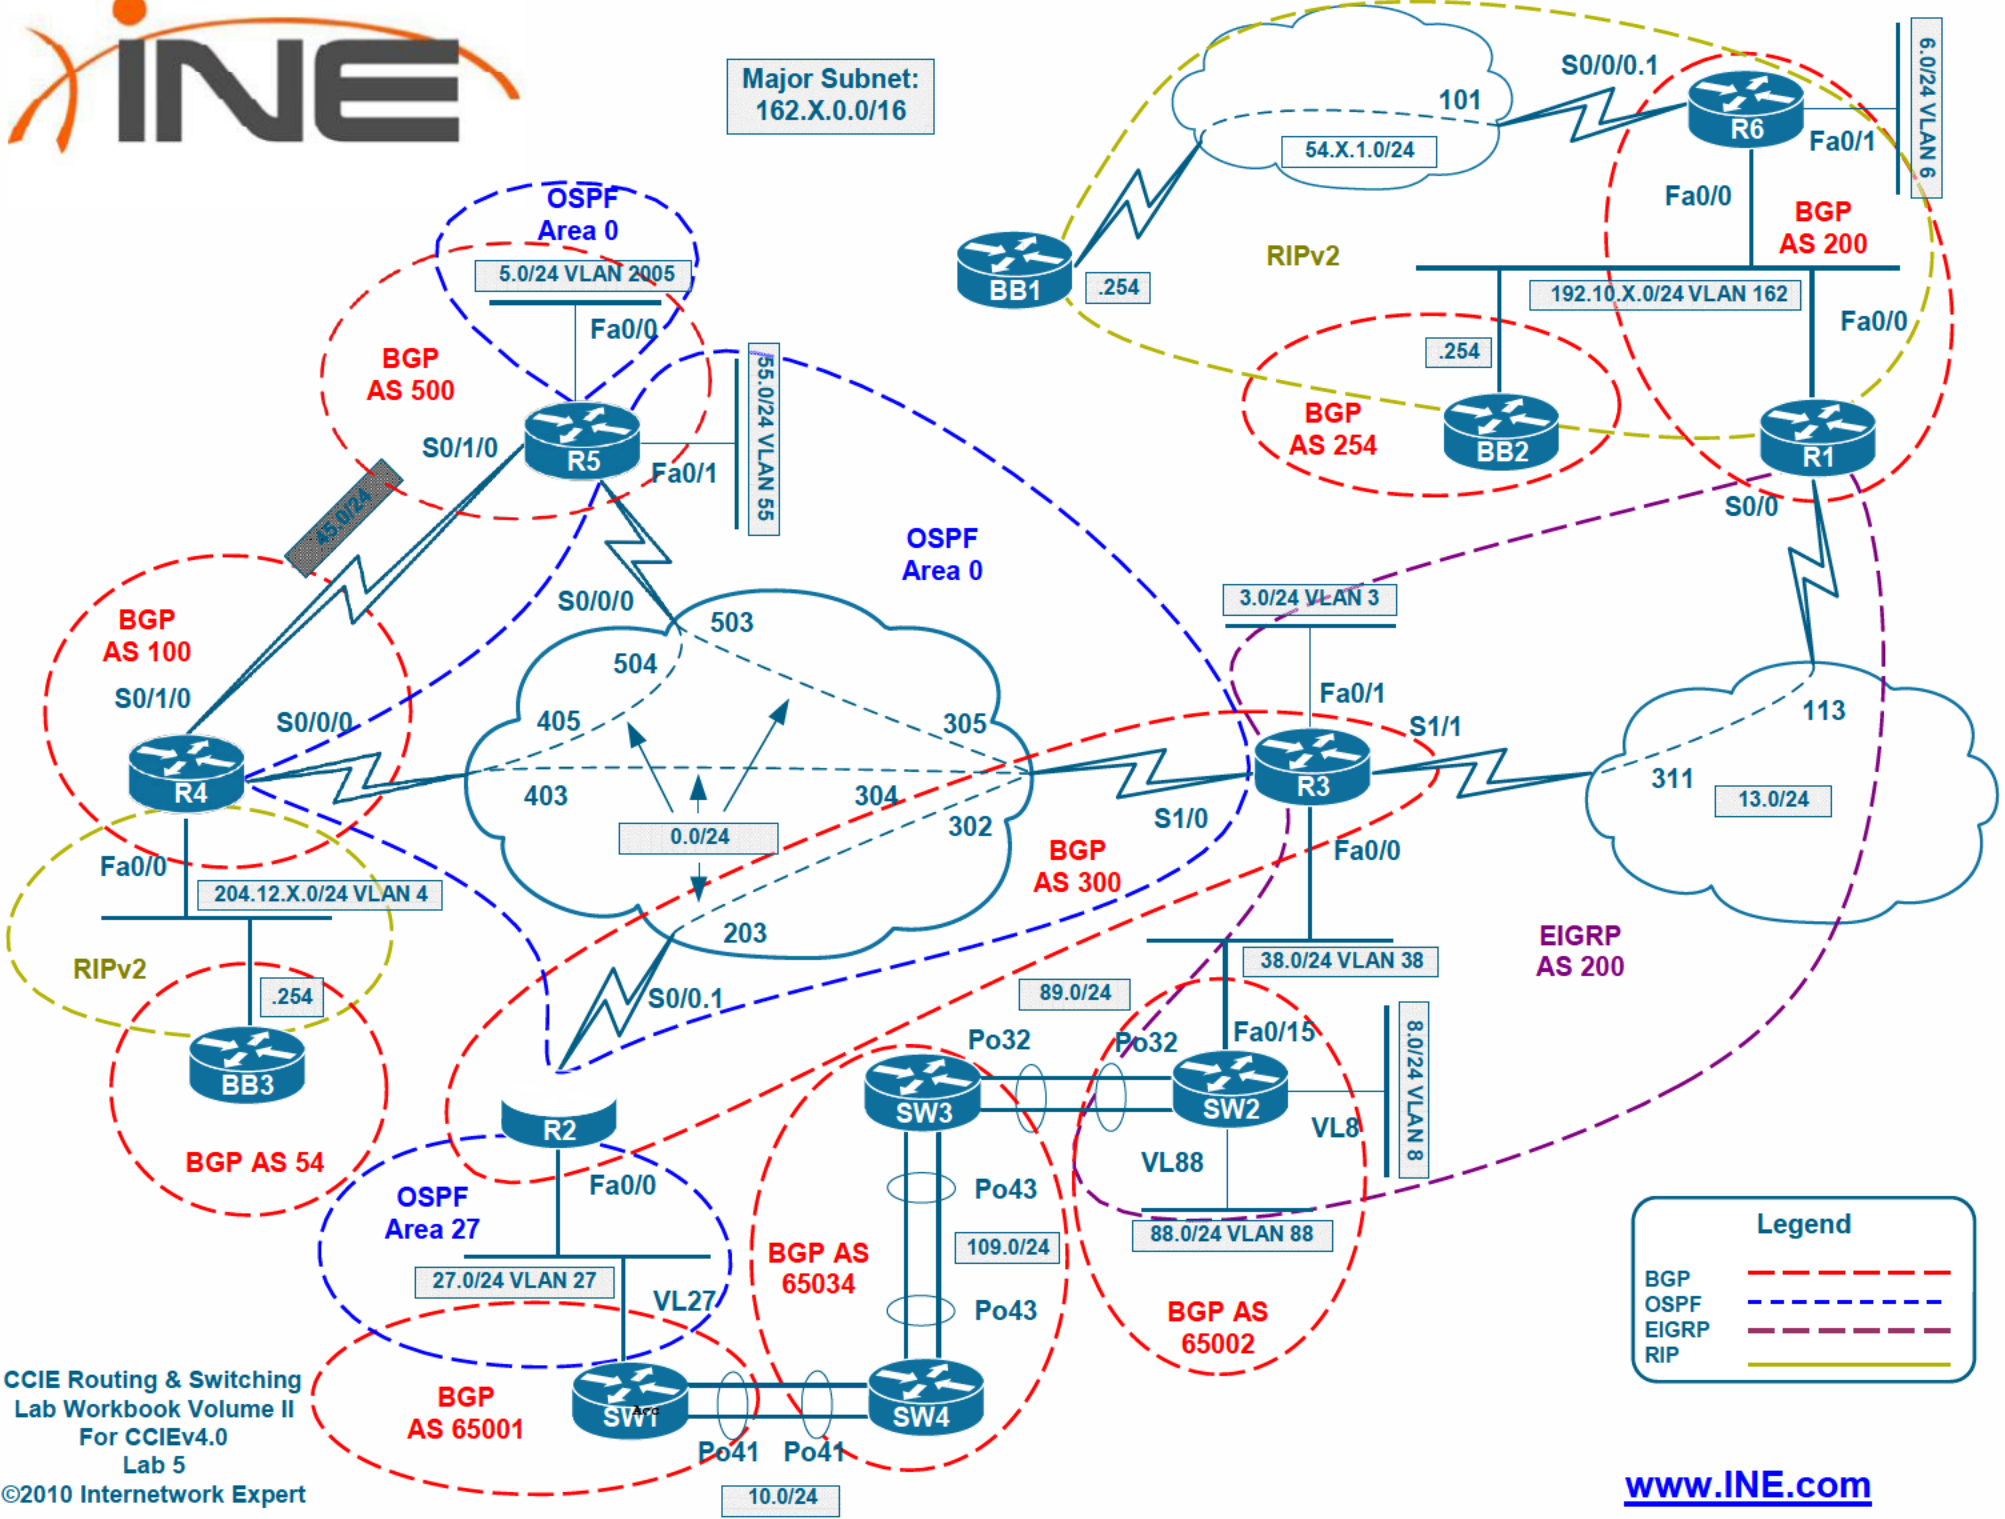 INE
Major Subnet:
162.X.0.0/16
S0/0/0.1
101
54.X.1.0/24
R6
Fa0/1
6.0/24 VLAN 6
Fa0/0
BGP
AS 200
RIPv2
BB1
.254
192.10.X.0/24 VLAN 162
Fa0/0
.254
BGP
AS 254
BB2
R1
S0/0
OSPF
Area 0
5.0/24 VLAN 2005
Fa0/0
BGP
AS 500
55.0/24 VLAN 55
S0/1/0
R5
Fa0/1
45.0/24
OSPF
Area 0
S0/0/0
503
504
BGP
AS 100
S0/1/0
S0/0/0
405
305
R4
403
304
302
0.0/24
203
3.0/24 VLAN 3
Fa0/1
S1/1
R3
S1/0
Fa0/0
113
311
13.0/24
BGP
AS 300
Fa0/0
204.12.X.0/24 VLAN 4
RIPv2
.254
BB3
BGP AS 54
S0/0.1
R2
Fa0/0
OSPF
Area 27
27.0/24 VLAN 27
VL27
BGP
AS 65001
SW1
Po41
Po41
10.0/24
SW4
BGP AS
65034
Po43
109.0/24
Po43
SW3
Po32
89.0/24
Po32
38.0/24 VLAN 38
Fa0/15
SW2
8.0/24 VLAN 8
VL8
VL88
88.0/24 VLAN 88
BGP AS
65002
EIGRP
AS 200
Legend
BGP
OSPF
EIGRP
RIP
CCIE Routing & Switching
Lab Workbook Volume II
For CCIEv4.0
Lab 5
©2010 Internetwork Expert
www.INE.com